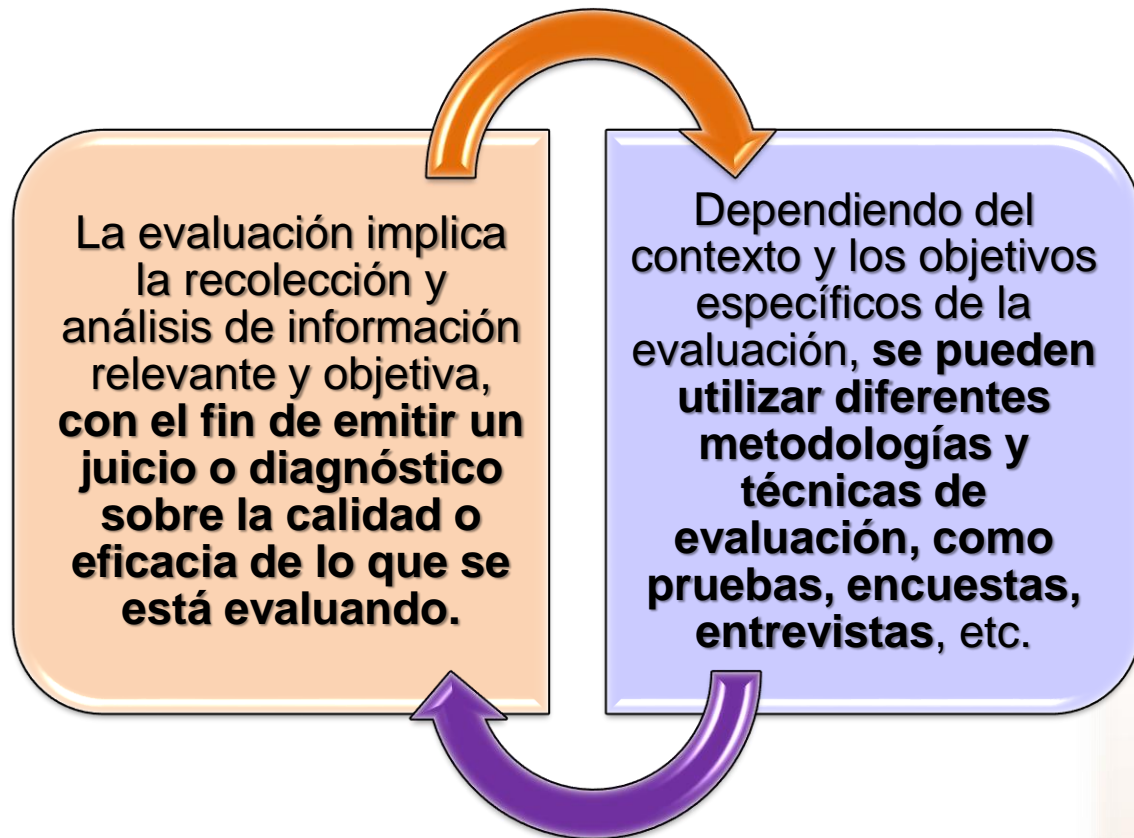 La evaluación implica
la recolección y
análisis de información
relevante y objetiva,
con el fin de emitir un
juicio o diagnóstico
sobre la calidad o
eficacia de lo que se
está evaluando.
Dependiendo del
contexto y los objetivos
específicos de la
evaluación, se pueden
utilizar diferentes
metodologías y
técnicas de
evaluación, como
pruebas, encuestas,
entrevistas, etc.